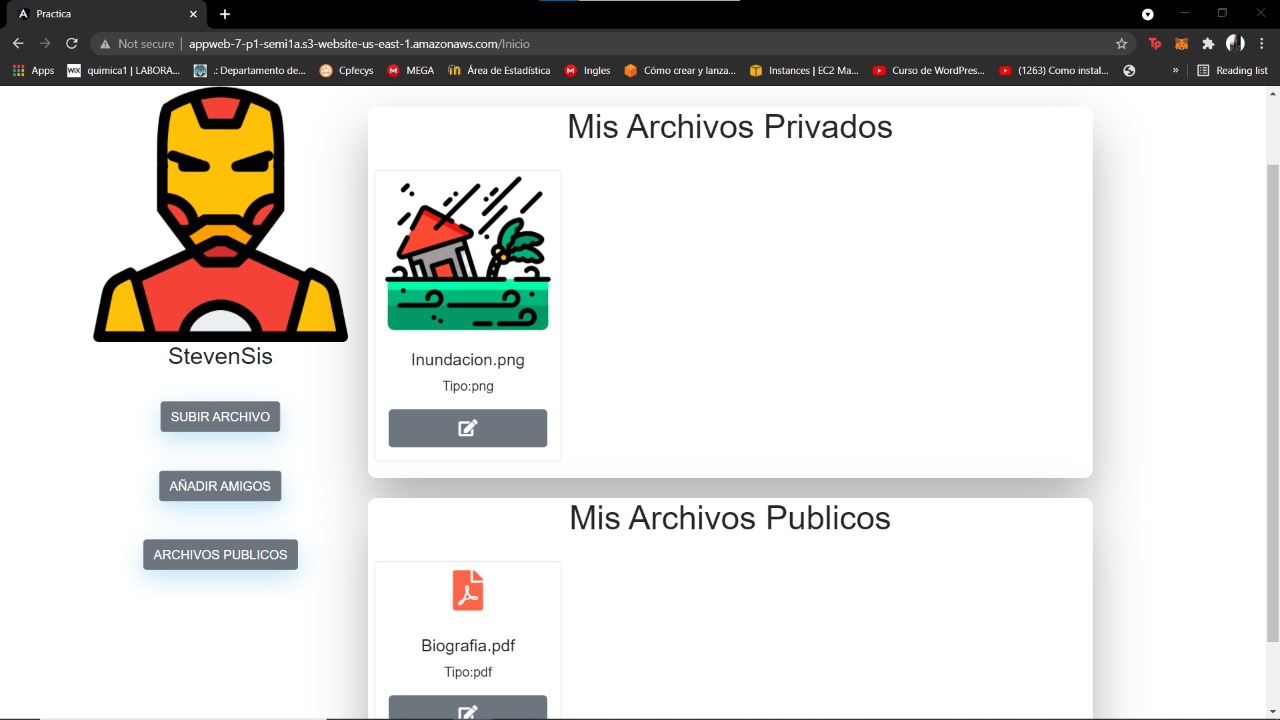 Practica
Not secure | appweb-7-p1-semi1a.s3-website-us-east-1.amazonaws.com/Inicio
Apps
WIX quimica1 | LABORA...
.: Departamento de...
Cpfecys
MEGA
Área de Estadística
Ingles
Cómo crear y lanza...
Instances | EC2 Ma...
Curso de WordPres...
(1263) Como instal...
»
Reading list
Tp
StevenSis
SUBIR ARCHIVO
AÑADIR AMIGOS
ARCHIVOS PUBLICOS
Mis Archivos Privados
Inundacion.png
Tipo:png
Mis Archivos Publicos
Biografia.pdf
Tipo:pdf